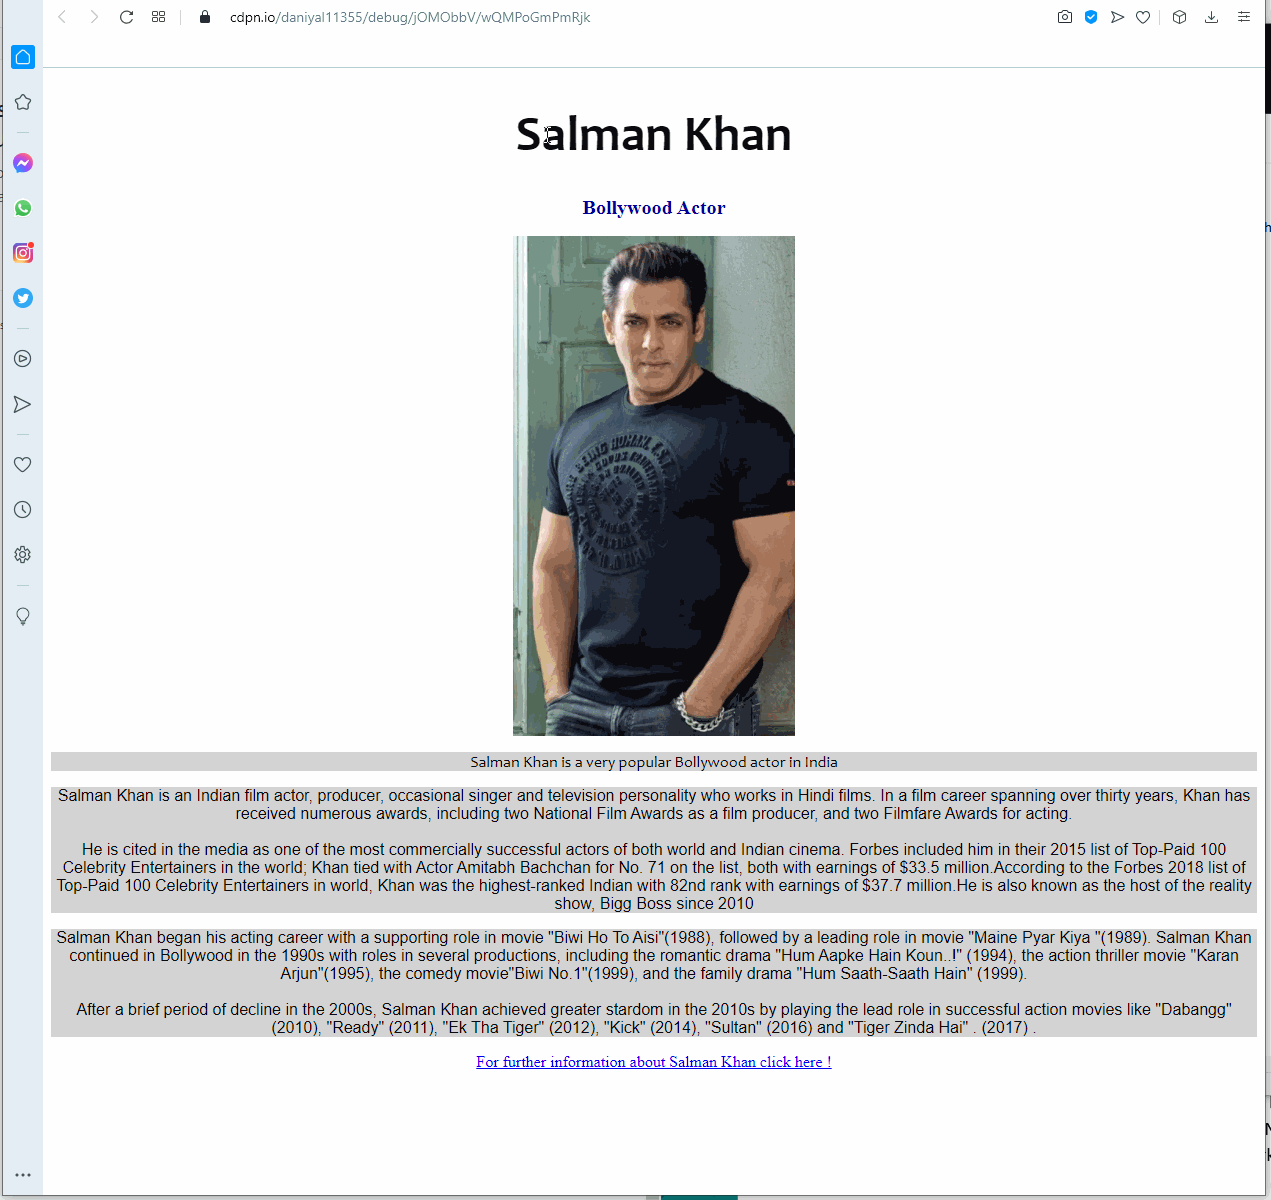 cdpn.io/daniyal11355/debug/jOMObbV/wQMPoGmPmRjk
Salman Khan
Bollywood Actor
BEING HUMAN
Salman Khan is a very popular Bollywood actor in India
Salman Khan is an Indian film actor, producer, occasional singer and television personality who works in Hindi films. In a film career spanning over thirty years, Khan has
received numerous awards, including two National Film Awards as a film producer, and two Filmfare Awards for acting.
He is cited in the media as one of the most commercially successful actors of both world and Indian cinema. Forbes included him in their 2015 list of Top-Paid 100
Celebrity Entertainers in the world; Khan tied with Actor Amitabh Bachchan for No. 71 on the list, both with earnings of $33.5 million.According to the Forbes 2018 list of
Top-Paid 100 Celebrity Entertainers in world, Khan was the highest-ranked Indian with 82nd rank with earnings of $37.7 million.He is also known as the host of the reality
show, Bigg Boss since 2010
Salman Khan began his acting career with a supporting role in movie "Biwi Ho To Aisi"(1988), followed by a leading role in movie "Maine Pyar Kiya "(1989). Salman Khan
continued in Bollywood in the 1990s with roles in several productions, including the romantic drama "Hum Aapke Hain Koun..!" (1994), the action thriller movie "Karan
Arjun"(1995), the comedy movie"Biwi No.1"(1999), and the family drama "Hum Saath-Saath Hain" (1999).
After a brief period of decline in the 2000s, Salman Khan achieved greater stardom in the 2010s by playing the lead role in successful action movies like "Dabangg"
(2010), "Ready" (2011), "Ek Tha Tiger" (2012), "Kick" (2014), "Sultan" (2016) and "Tiger Zinda Hai" . (2017) .
For further information about Salman Khan click here !